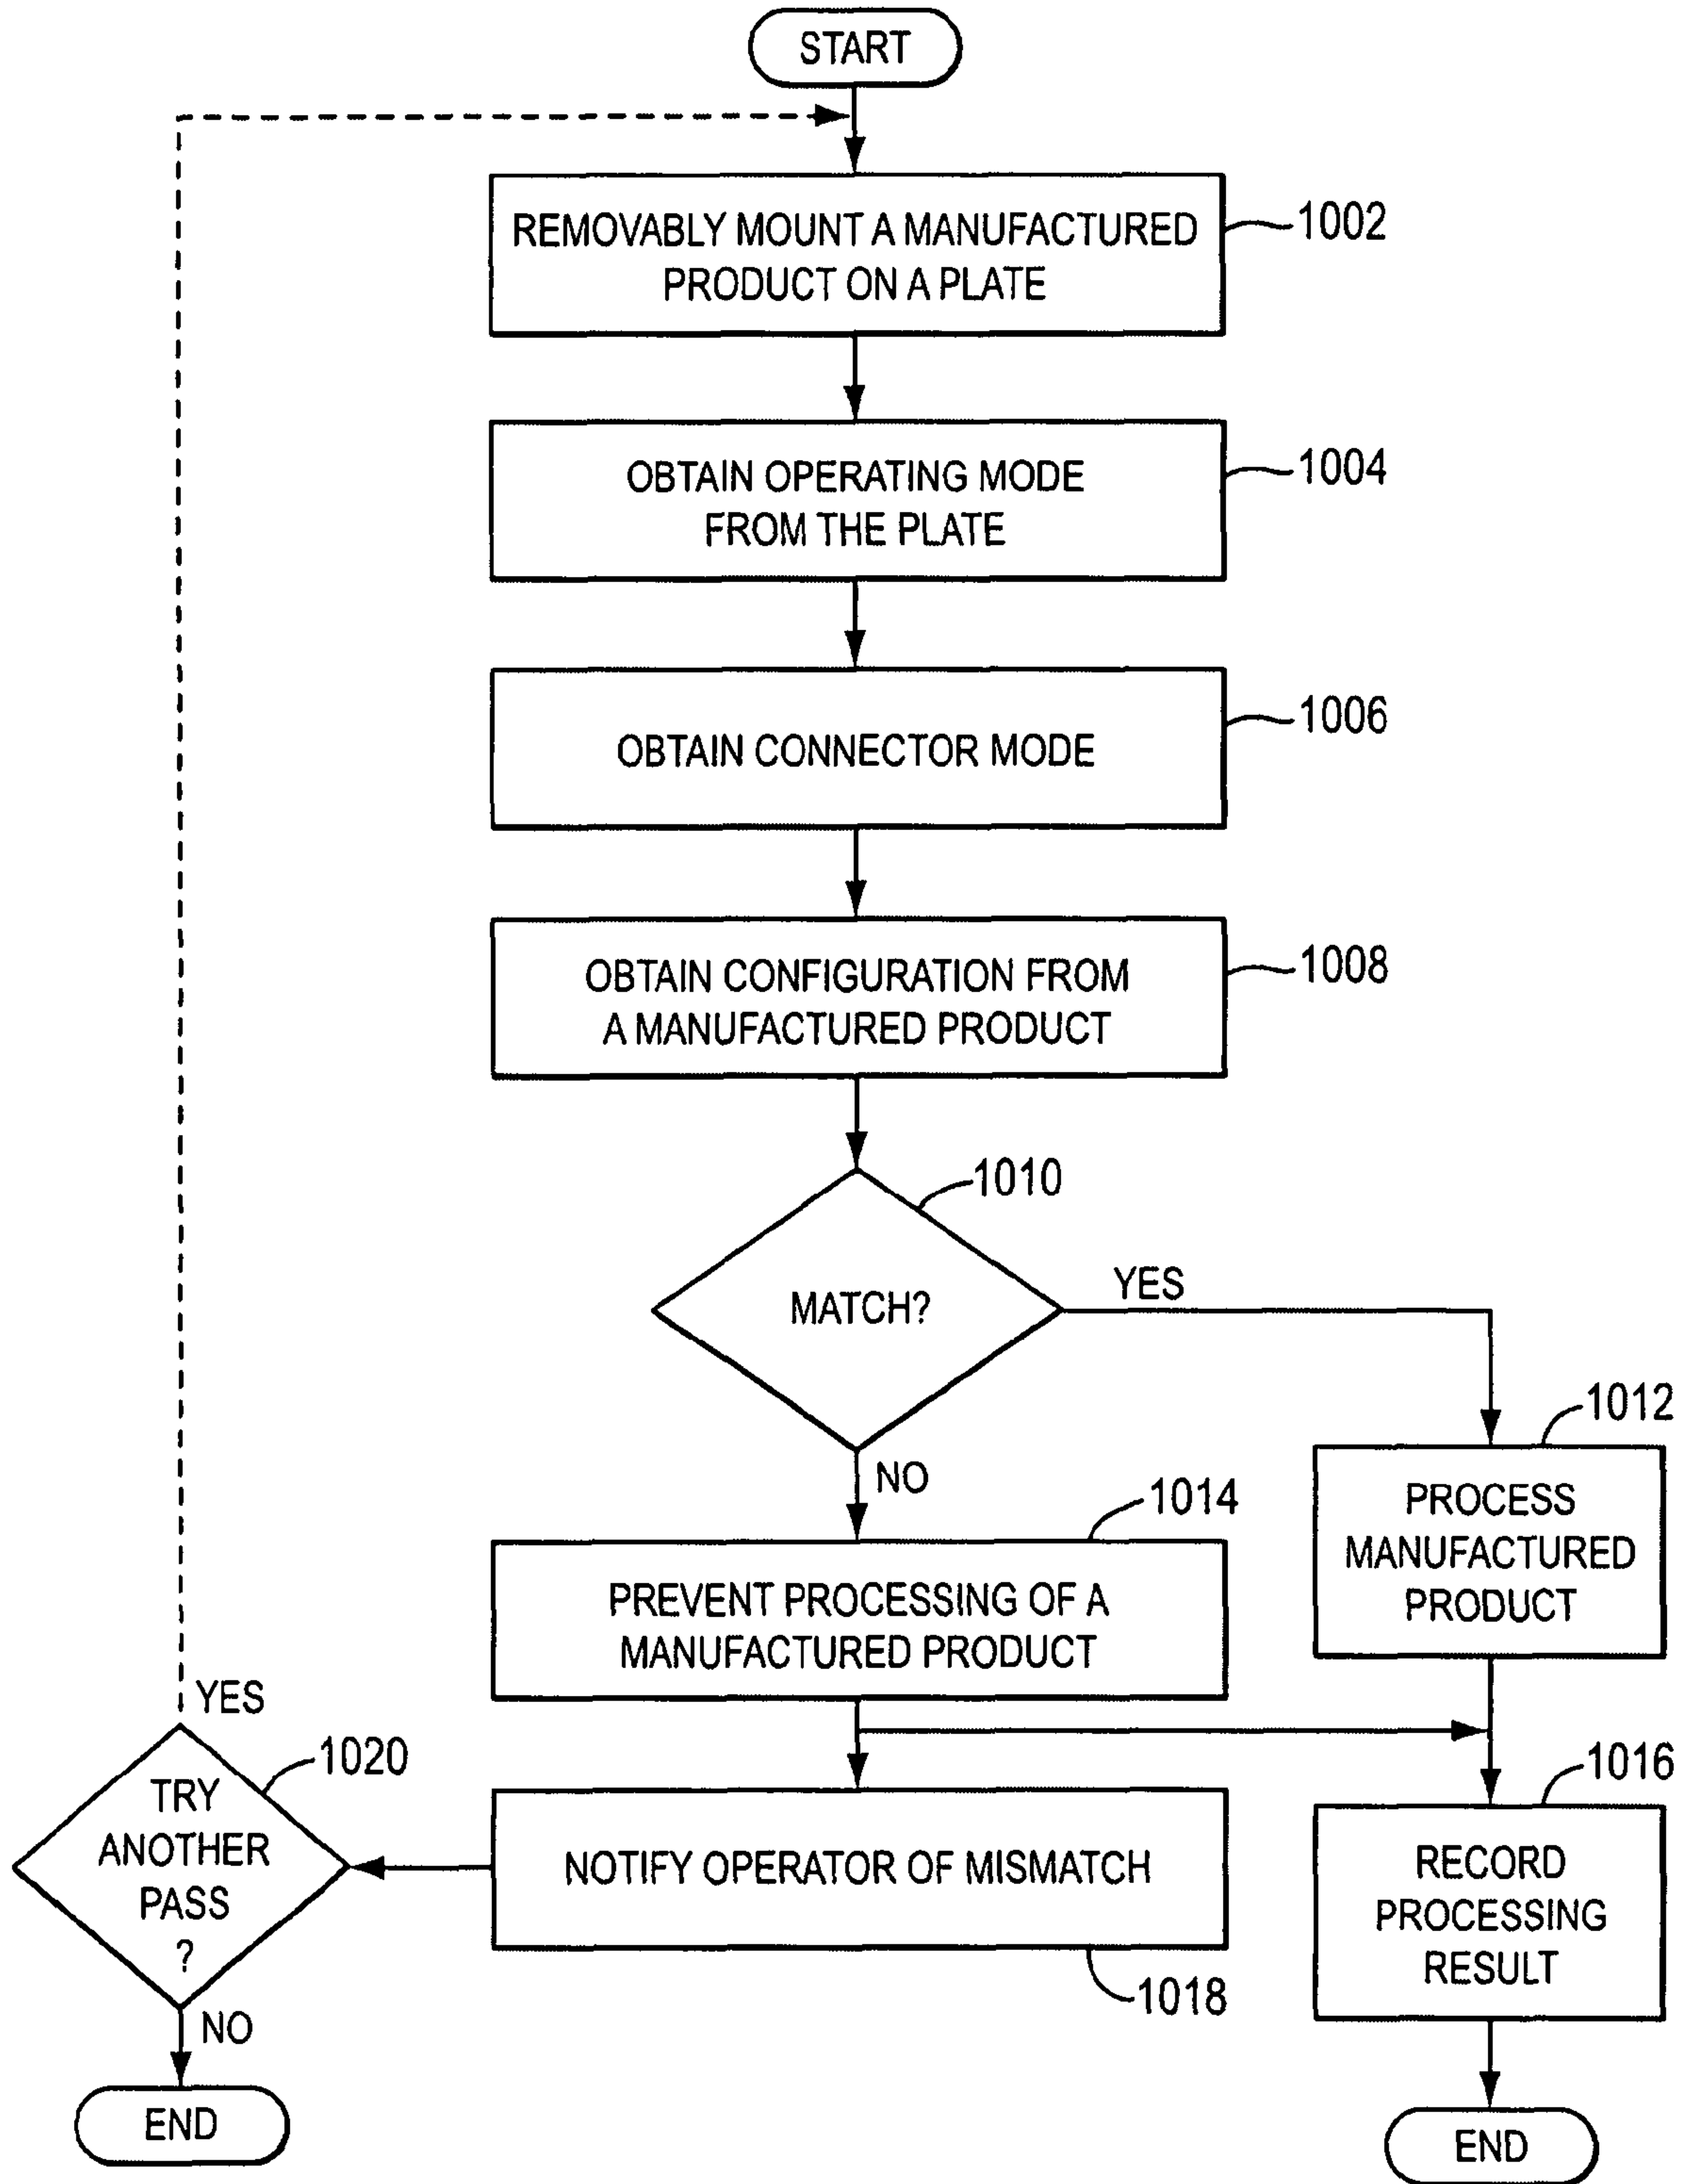 START
REMOVABLY MOUNT A MANUFACTURED
PRODUCT ON A PLATE
1002
OBTAIN OPERATING MODE
FROM THE PLATE
1004
OBTAIN CONNECTOR MODE
1006
OBTAIN CONFIGURATION FROM
A MANUFACTURED PRODUCT
1008
1010
MATCH?
YES
NO
1012
PROCESS
MANUFACTURED
PRODUCT
1014
PREVENT PROCESSING OF A
MANUFACTURED PRODUCT
YES
1020
TRY
ANOTHER
PASS
?
NO
NOTIFY OPERATOR OF MISMATCH
1018
1016
RECORD
PROCESSING
RESULT
END
END